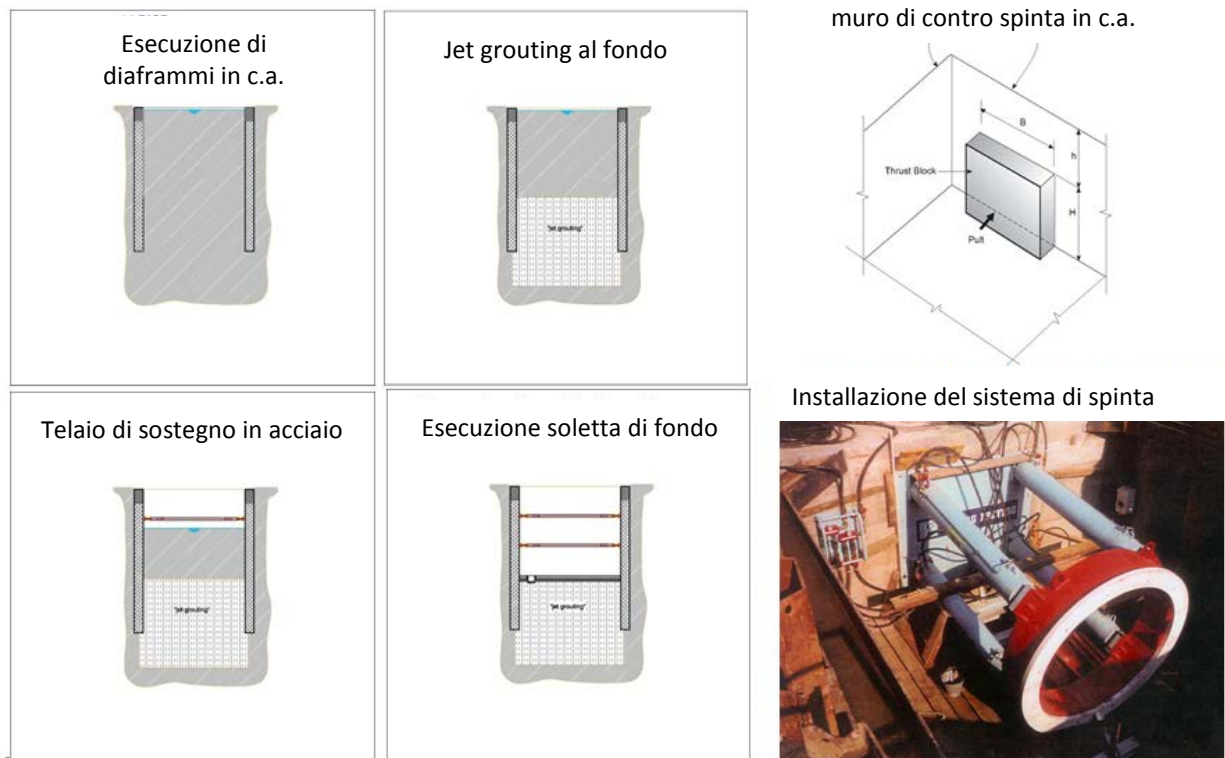 Esecuzione di
diaframmi in c.a.
Jet grouting al fondo
"jet grouting"
muro di contro spinta in c.a.
B
h
Thrust Block
H
Pult
Telaio di sostegno in acciaio
"jet grouting"
Esecuzione soletta di fondo
"jet grouting"
Installazione del sistema di spinta